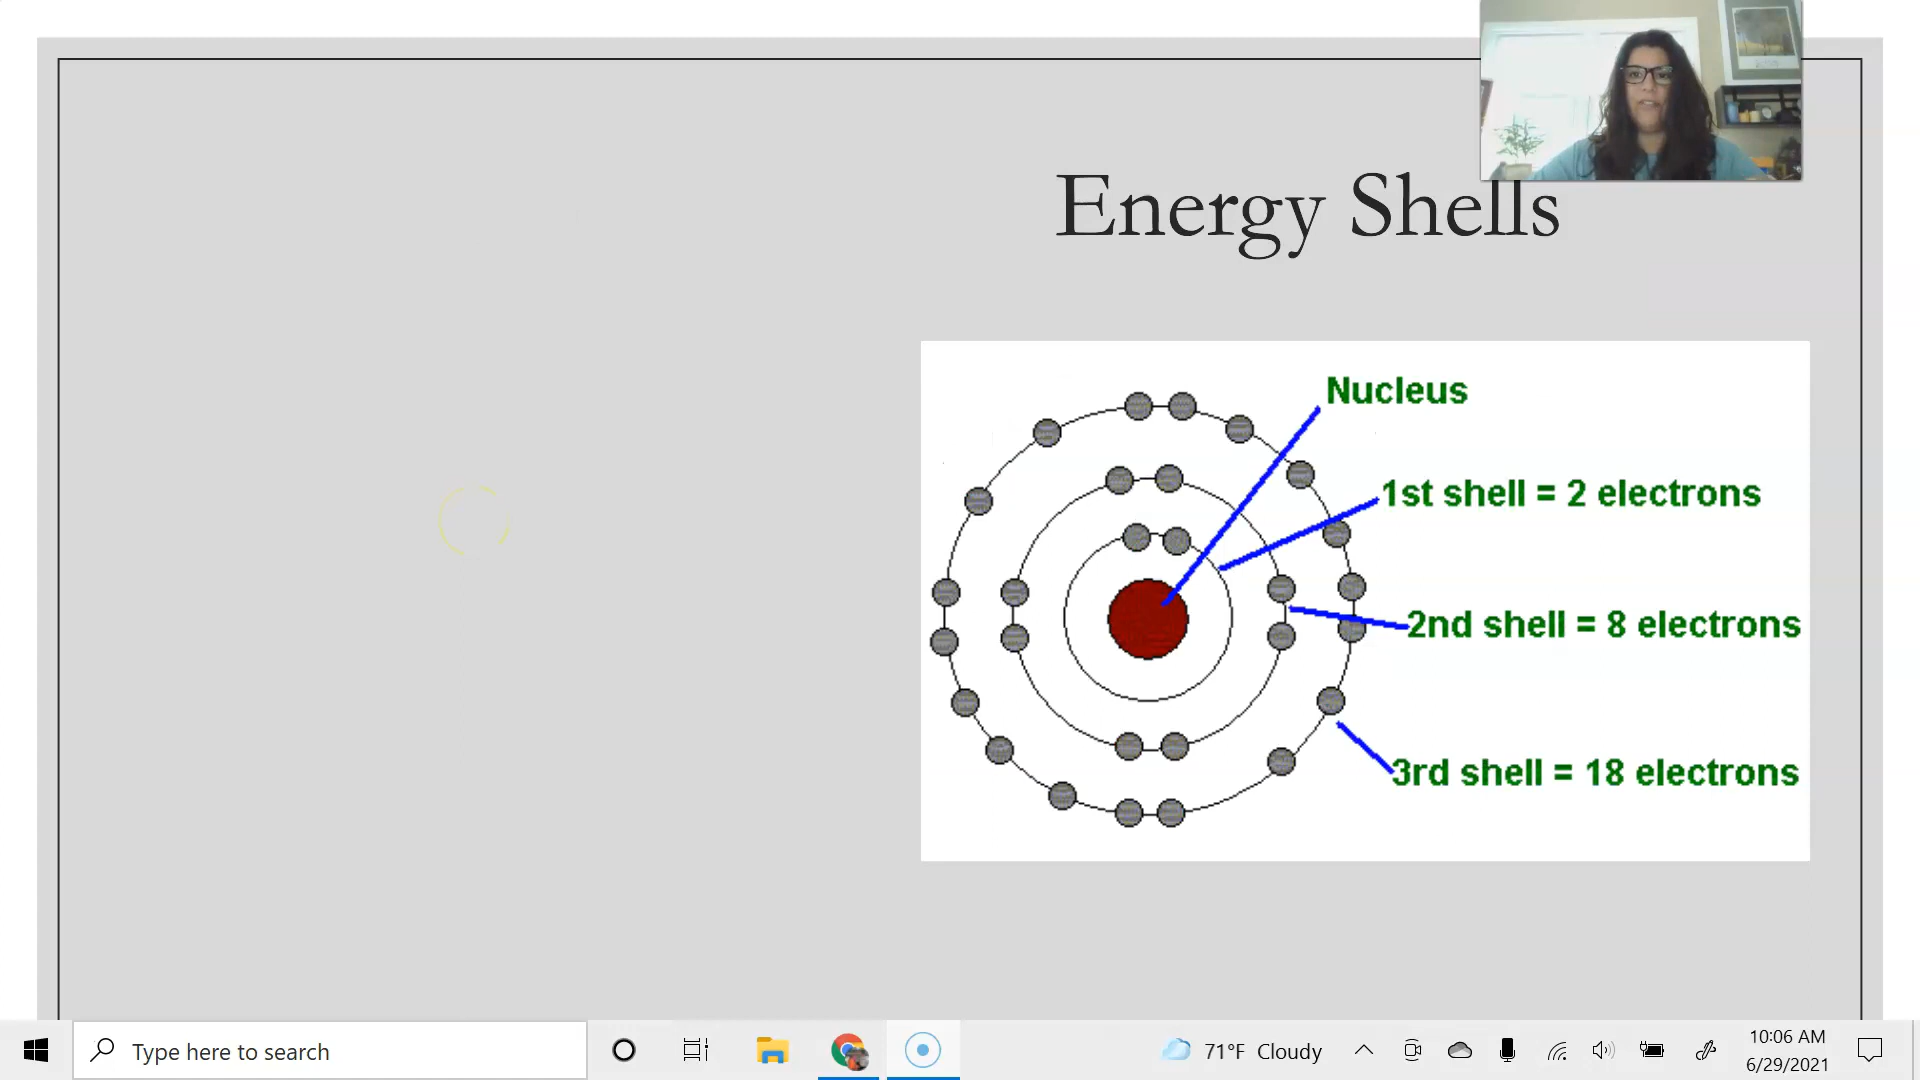 Energy Shells
Nucleus
1st shell = 2 electrons
2nd shell = 8 electrons
3rd shell = 18 electrons
Type here to search
71°F Cloudy
10:06 AM
6/29/2021